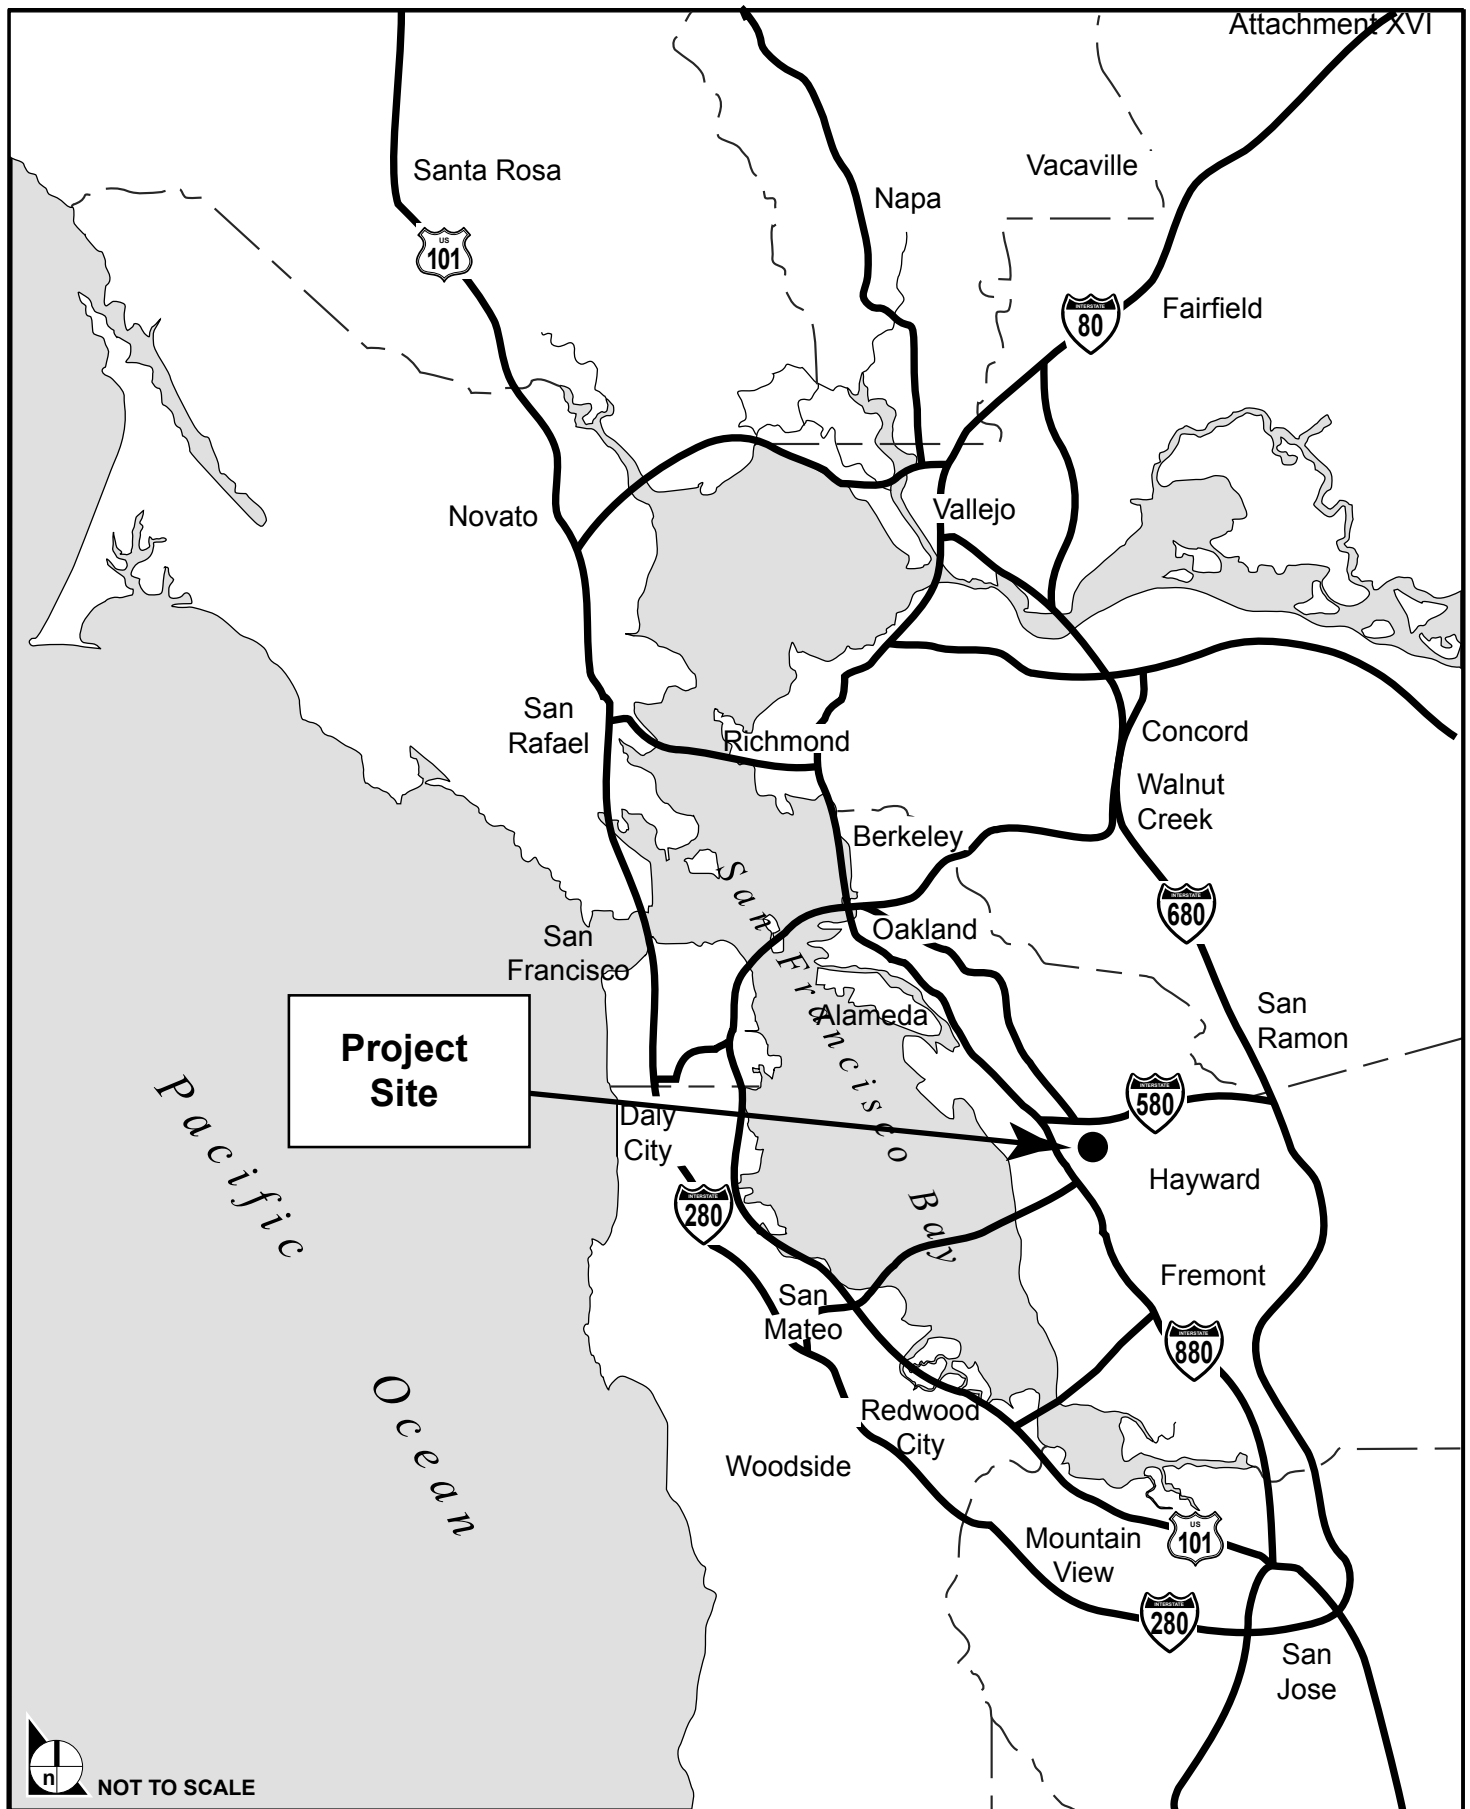 Attachment XVI
Vacaville
Santa Rosa
Napa
US
101
INTERSTATE
80
Fairfield
Novato
Vallejo
San
Rafael
Richmond
Concord
Walnut
Creek
Berkeley
San
INTERSTATE
680
Oakland
San
Francisco
Francisco
Alameda
San
Ramon
Project
Site
Pacific
INTERSTATE
580
Daly
City
Bay
Hayward
INTERSTATE
280
Fremont
San
Mateo
INTERSTATE
880
Ocean
Redwood
City
Woodside
US
101
Mountain
View
INTERSTATE
280
San
Jose
n
NOT TO SCALE